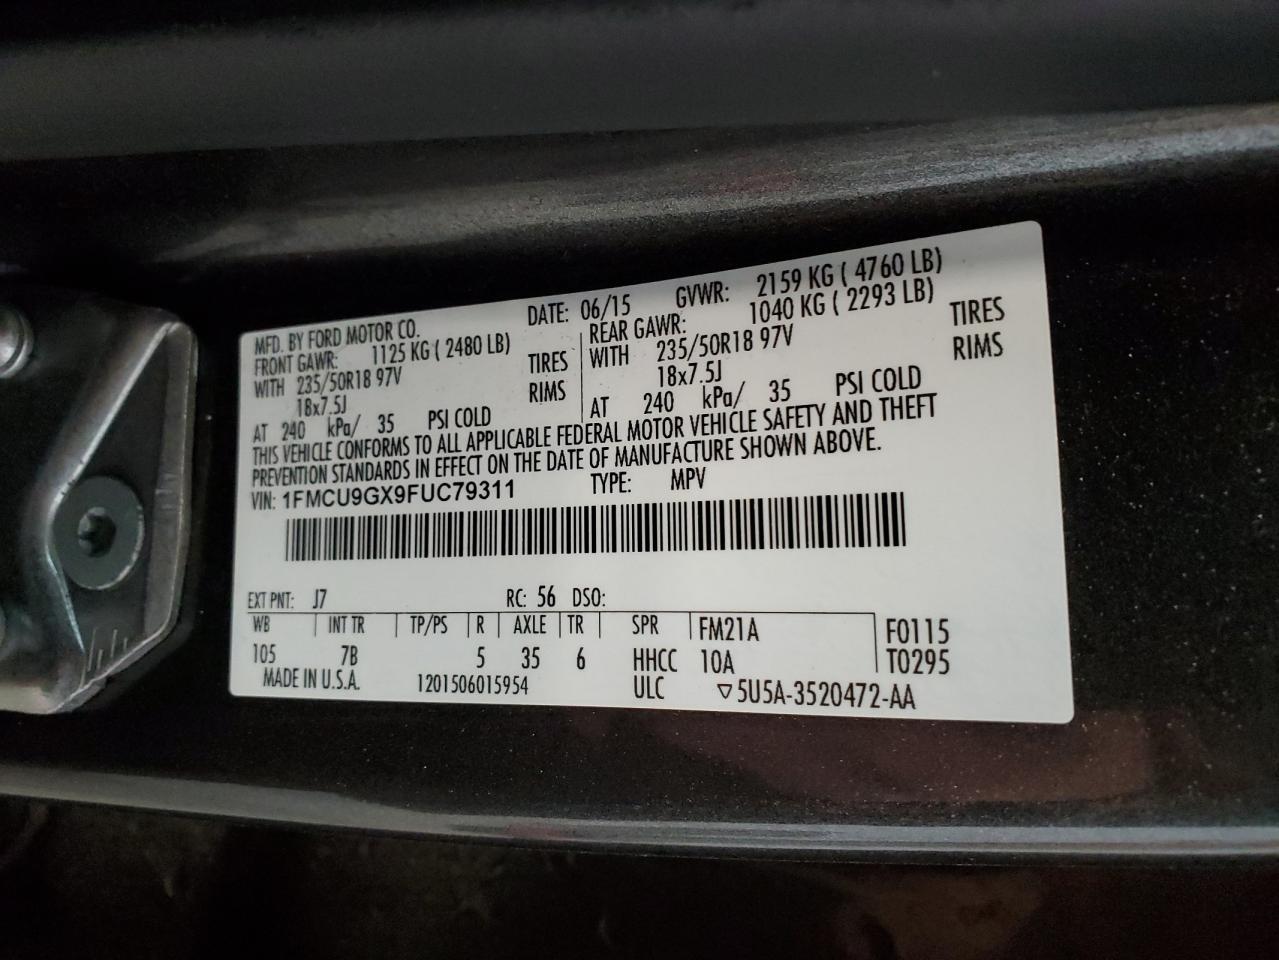 MFD. BY FORD MOTOR CO. DATE: 06/15 GVWR: 2159 KG ( 4760 LB)
FRONT GAWR: 1125 KG ( 2480 LB) REAR GAWR: 1040 KG ( 2293 LB)
WITH 235/50R18 97V TIRES WITH 235/50R18 97V TIRES
18x7.5J RIMS 18x7.5J RIMS
AT 240 kPa/ 35 PSI COLD AT 240 kPa/ 35 PSI COLD
THIS VEHICLE CONFORMS TO ALL APPLICABLE FEDERAL MOTOR VEHICLE SAFETY AND THEFT
PREVENTION STANDARDS IN EFFECT ON THE DATE OF MANUFACTURE SHOWN ABOVE.
VIN: 1FMCU9GX9FUC79311 TYPE: MPV
EXT PNT: J7 RC: 56 DSO:
WB INT TR TP/PS R AXLE TR SPR FM21A F0115
105 7B 5 35 6 HHCC 10A T0295
MADE IN U.S.A. 1201506015954 ULC ▽5U5A-3520472-AA